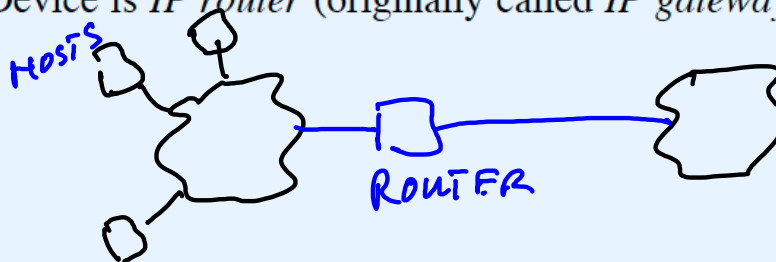 Device is IP router (originally called IP gateway
HOSTS
ROUTER